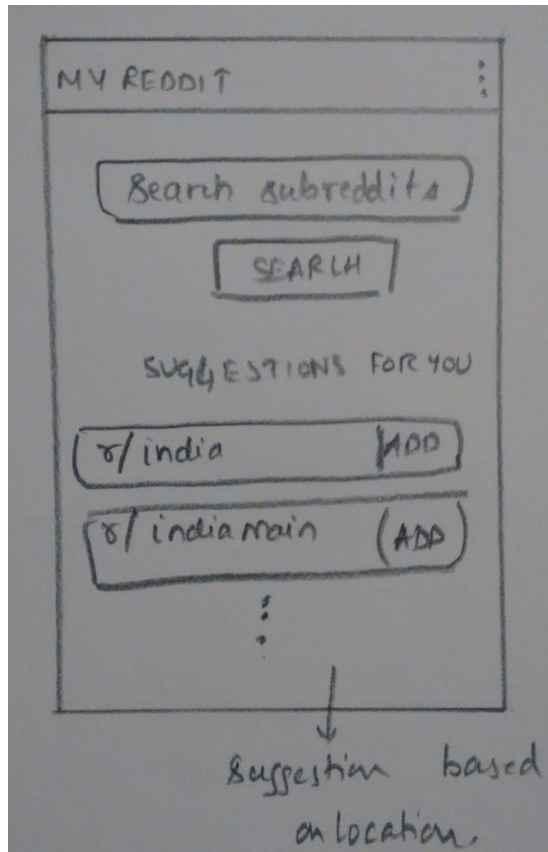 MY REDDIT
Search subreddits
SEARCH
SUGGESTIONS FOR YOU
r/india ADD
r/indiamain (ADD)
Suggestion based
on location.